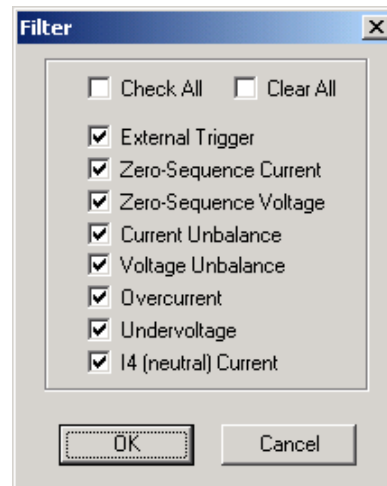 Filter
Check All Clear All
External Trigger
Zero-Sequence Current
Zero-Sequence Voltage
Current Unbalance
Voltage Unbalance
Overcurrent
Undervoltage
I4 (neutral) Current
OK Cancel